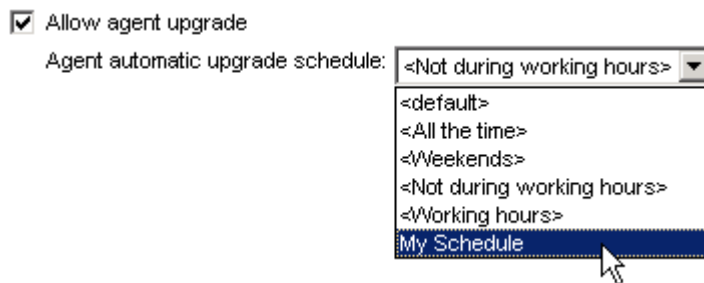 Allow agent upgrade
Agent automatic upgrade schedule: <Not during working hours>
<default>
<All the time>
<Weekends>
<Not during working hours>
<Working hours>
My Schedule